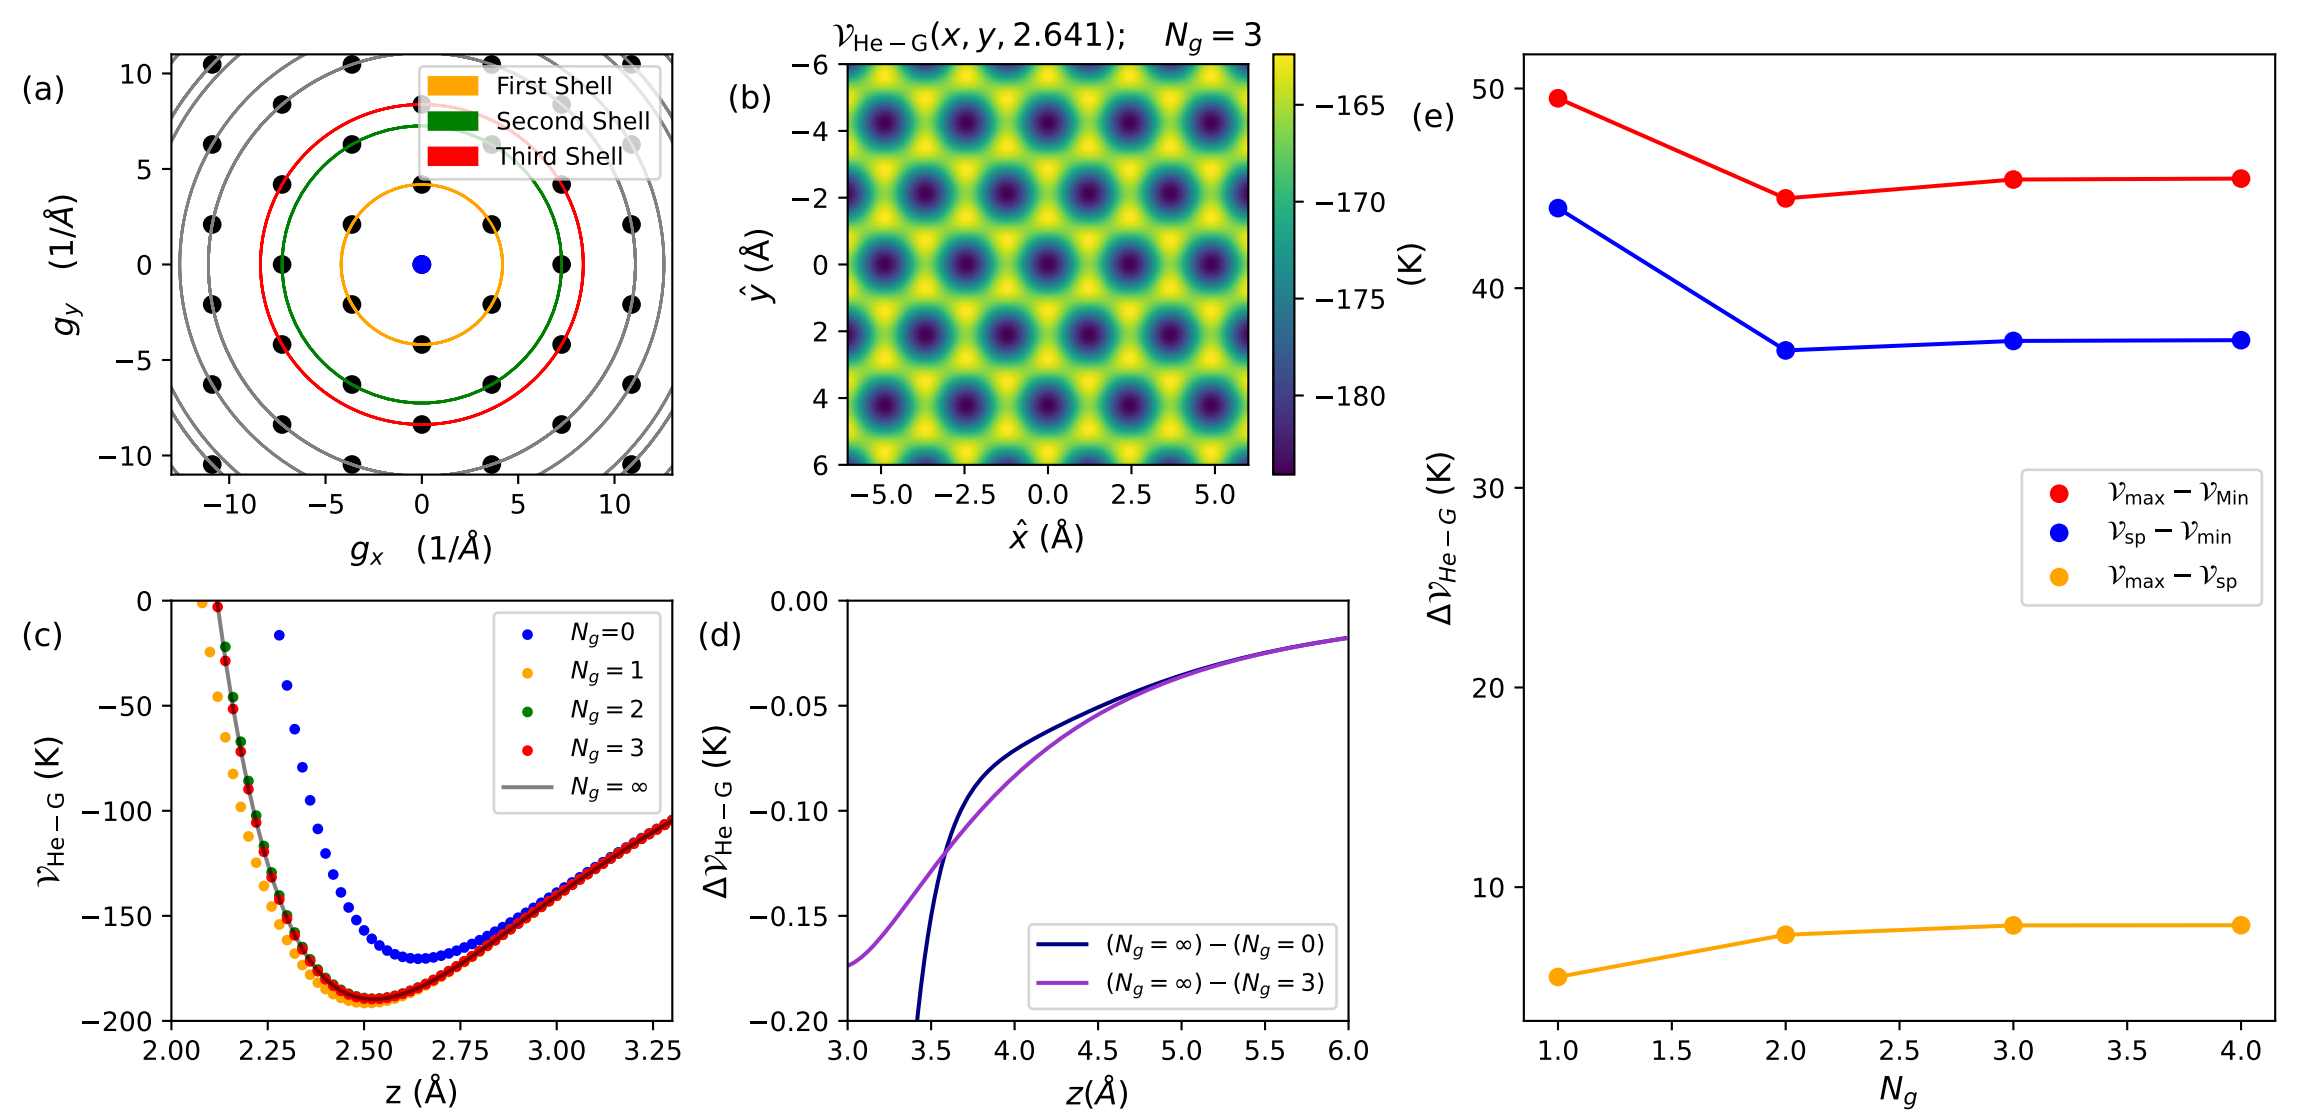 (a)
10
5
0
−5
−10
g_y (1/Å)
−10 −5 0 5 10
g_x (1/Å)
First Shell
Second Shell
Third Shell
(b)
𝒱_He−G(x, y, 2.641); N_g = 3
−6
−4
−2
0
2
4
6
ŷ (Å)
−5.0 −2.5 0.0 2.5 5.0
x̂ (Å)
−165
−170
−175
−180
(K)
(c)
0
−50
−100
−150
−200
𝒱_He−G (K)
2.00 2.25 2.50 2.75 3.00 3.25
z (Å)
N_g=0
N_g = 1
N_g = 2
N_g = 3
N_g = ∞
(d)
0.00
−0.05
−0.10
−0.15
−0.20
Δ𝒱_He−G (K)
3.0 3.5 4.0 4.5 5.0 5.5 6.0
z(Å)
(N_g = ∞) − (N_g = 0)
(N_g = ∞) − (N_g = 3)
(e)
50
40
30
20
10
Δ𝒱_He−G (K)
1.0 1.5 2.0 2.5 3.0 3.5 4.0
N_g
𝒱_max − 𝒱_Min
𝒱_sp − 𝒱_min
𝒱_max − 𝒱_sp